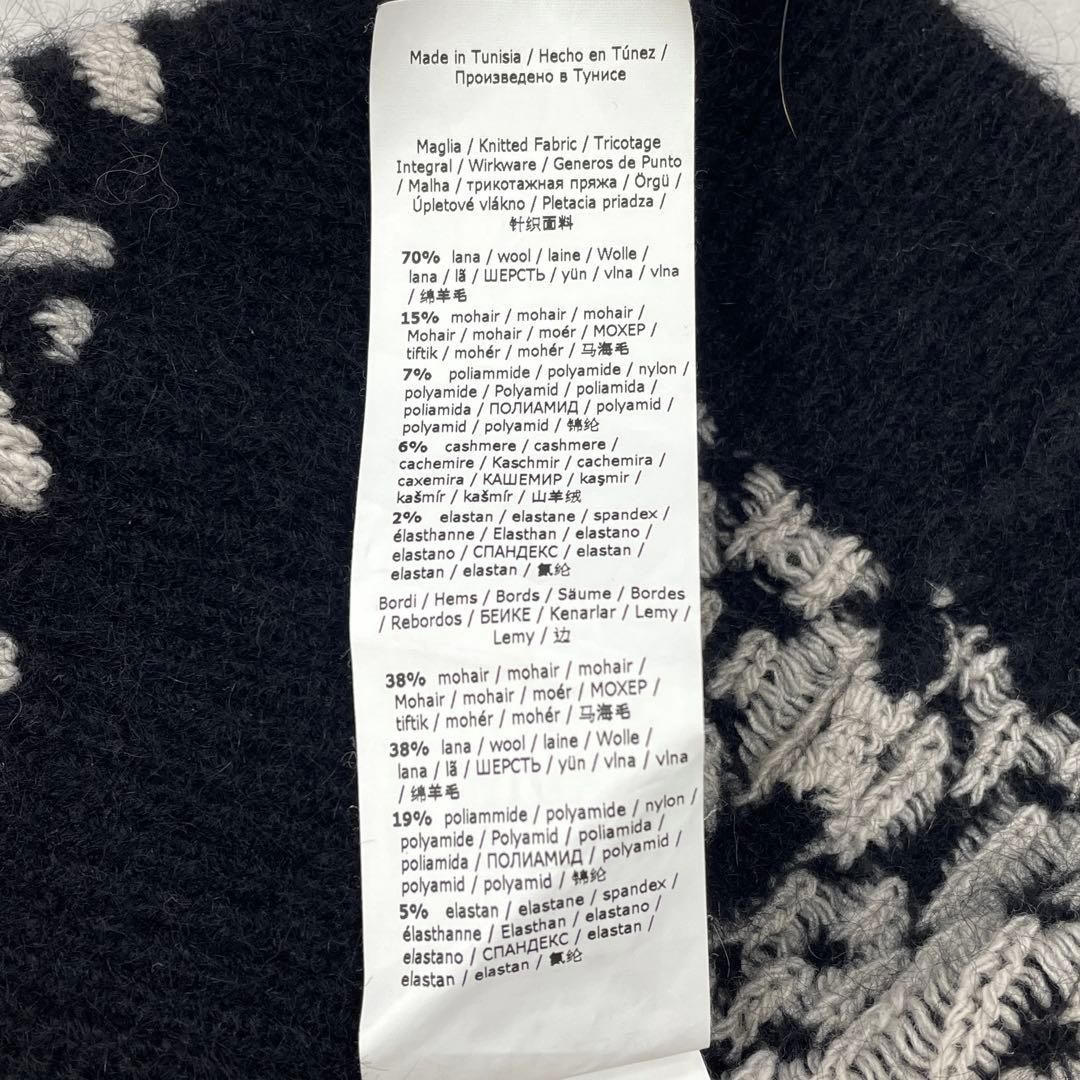 Made in Tunisia / Hecho en Túnez /
Произведено в Тунисе
Maglia / Knitted Fabric / Tricotage
Integral / Wirkware / Generos de Punto
/ Malha / трикотажная пряжа / Örgü /
Úpletové vlákno / Pletacia priadza /
针织面料
70% lana / wool / laine / Wolle /
lana / lã / ШЕРСТЬ / yün / vlna / vlna
/ 绵羊毛
15% mohair / mohair / mohair /
Mohair / mohair / moér / МОХЕР /
tiftik / mohér / mohér / 马海毛
7% poliammide / polyamide / nylon /
polyamide / Polyamid / poliamida /
poliamida / ПОЛИАМИД / polyamid /
polyamid / polyamid / 锦纶
6% cashmere / cashmere /
cachemire / Kaschmir / cachemira /
caxemira / КАШЕМИР / kaşmir /
kašmír / kašmír / 山羊绒
2% elastan / elastane / spandex /
élasthanne / Elasthan / elastano /
elastano / СПАНДЕКС / elastan /
elastan / elastan / 氨纶
Bordi / Hems / Bords / Säume / Bordes
/ Rebordos / БЕИКЕ / Kenarlar / Lemy /
Lemy / 边
38% mohair / mohair / mohair /
Mohair / mohair / moér / МОХЕР /
tiftik / mohér / mohér / 马海毛
38% lana / wool / laine / Wolle /
lana / lã / ШЕРСТЬ / yün / vlna / vlna
/ 绵羊毛
19% poliammide / polyamide / nylon /
polyamide / Polyamid / poliamida /
poliamida / ПОЛИАМИД / polyamid /
polyamid / polyamid / 锦纶
5% elastan / elastane / spandex /
élasthanne / Elasthan / elastano /
elastano / СПАНДЕКС / elastan /
elastan / elastan / 氨纶